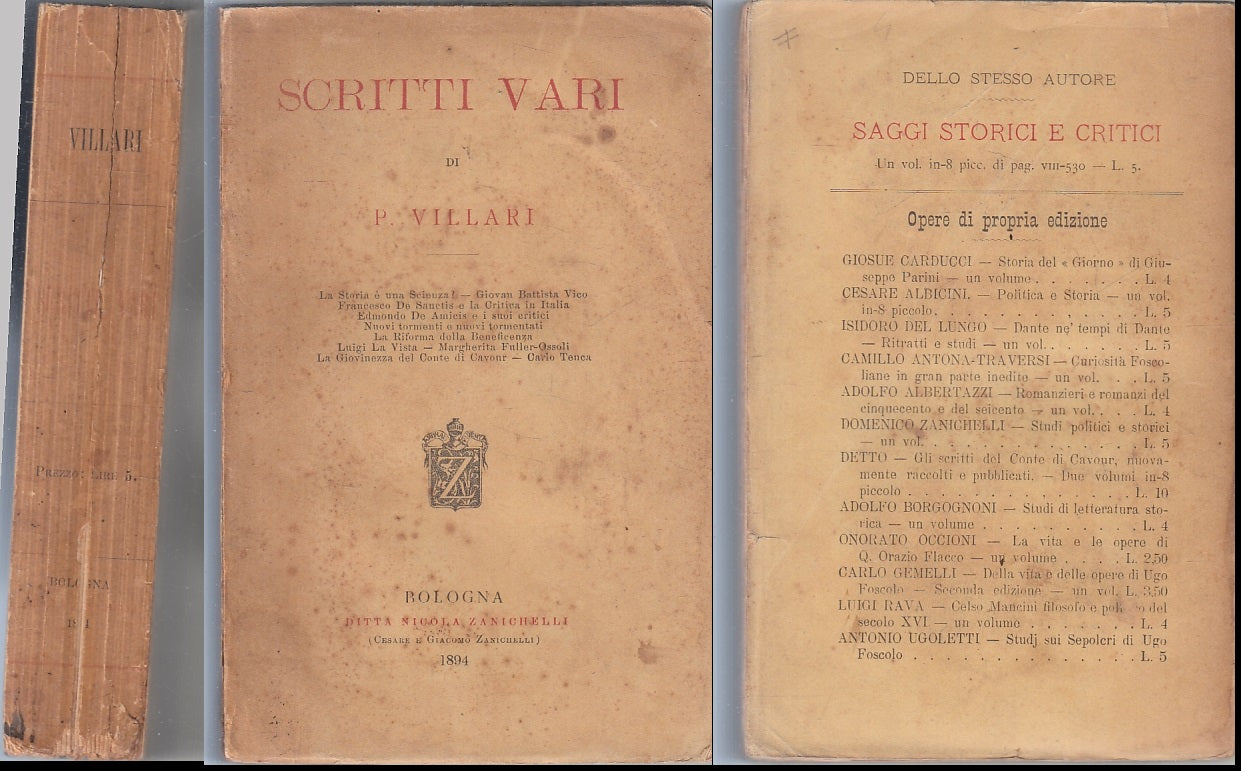 VILLARI
PREZZO: LIRE 5.
BOLOGNA
SCRITTI VARI
DI
P. VILLARI
La Storia è una Scienza? — Giovan Battista Vico
Francesco De Sanctis e la Critica in Italia
Edmondo De Amicis e i suoi critici
Nuovi tormenti e nuovi tormentati
La Riforma della Beneficenza
Luigi La Vista — Margherita Fuller-Ossoli
La Giovinezza del Conte di Cavour — Carlo Tenca
Z
BOLOGNA
DITTA NICOLA ZANICHELLI
(CESARE E GIACOMO ZANICHELLI)
1894
DELLO STESSO AUTORE
SAGGI STORICI E CRITICI
Un vol. in-8 picc. di pag. VIII-530 — L. 5.
Opere di propria edizione
GIOSUE CARDUCCI — Storia del « Giorno » di Giu-
seppe Parini — un volume . . . . . . . L. 4
CESARE ALBICINI. — Politica e Storia — un vol.
in-8 piccolo. . . . . . . . . . . . . . L. 5
ISIDORO DEL LUNGO — Dante ne' tempi di Dante
— Ritratti e studi — un vol. . . . . . . L. 5
CAMILLO ANTONA-TRAVERSI — Curiosità Fosco-
liane in gran parte inedite — un vol. . . L. 5
ADOLFO ALBERTAZZI — Romanzieri e romanzi del
cinquecento e del seicento — un vol. . . . L. 4
DOMENICO ZANICHELLI — Studi politici e storici
— un vol. . . . . . . . . . . . . . . L. 5
DETTO — Gli scritti del Conte di Cavour, nuova-
mente raccolti e pubblicati. — Due volumi in-8
piccolo . . . . . . . . . . . . . . . L. 10
ADOLFO BORGOGNONI — Studi di letteratura sto-
rica — un volume . . . . . . . . . . . L. 4
ONORATO OCCIONI — La vita e le opere di
Q. Orazio Flacco — un volume . . . . L. 2,50
CARLO GEMELLI — Della vita e delle opere di Ugo
Foscolo — Seconda edizione — un vol. L. 3,50
LUIGI RAVA — Celso Mancini filosofo e del
secolo XVI — un volume . . . . . . . . L. 4
ANTONIO UGOLETTI — Studj sui Sepolcri di Ugo
Foscolo . . . . . . . . . . . . . . . L. 5